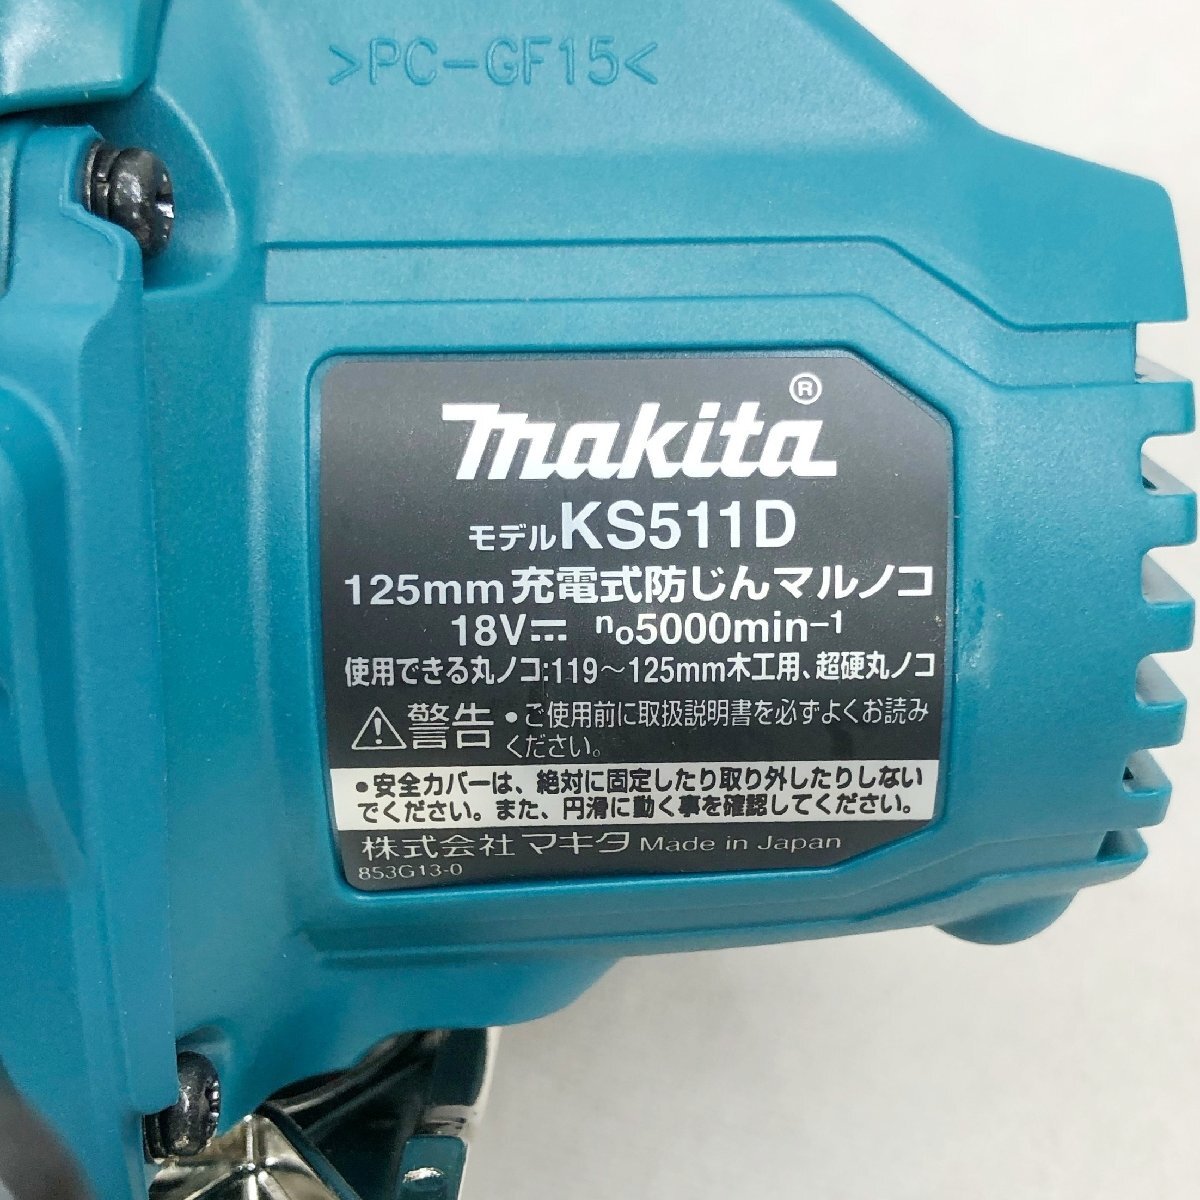 >PC-GF15<
makita®
モデルKS511D
125mm充電式防じんマルノコ
18V⎓ n₀5000min⁻¹
使用できる丸ノコ:119〜125mm木工用、超硬丸ノコ
⚠警告 •ご使用前に取扱説明書を必ずよくお読み
ください。
•安全カバーは、絶対に固定したり取り外したりしない
でください。また、円滑に動く事を確認してください。
株式会社マキタ Made in Japan
853G13-0